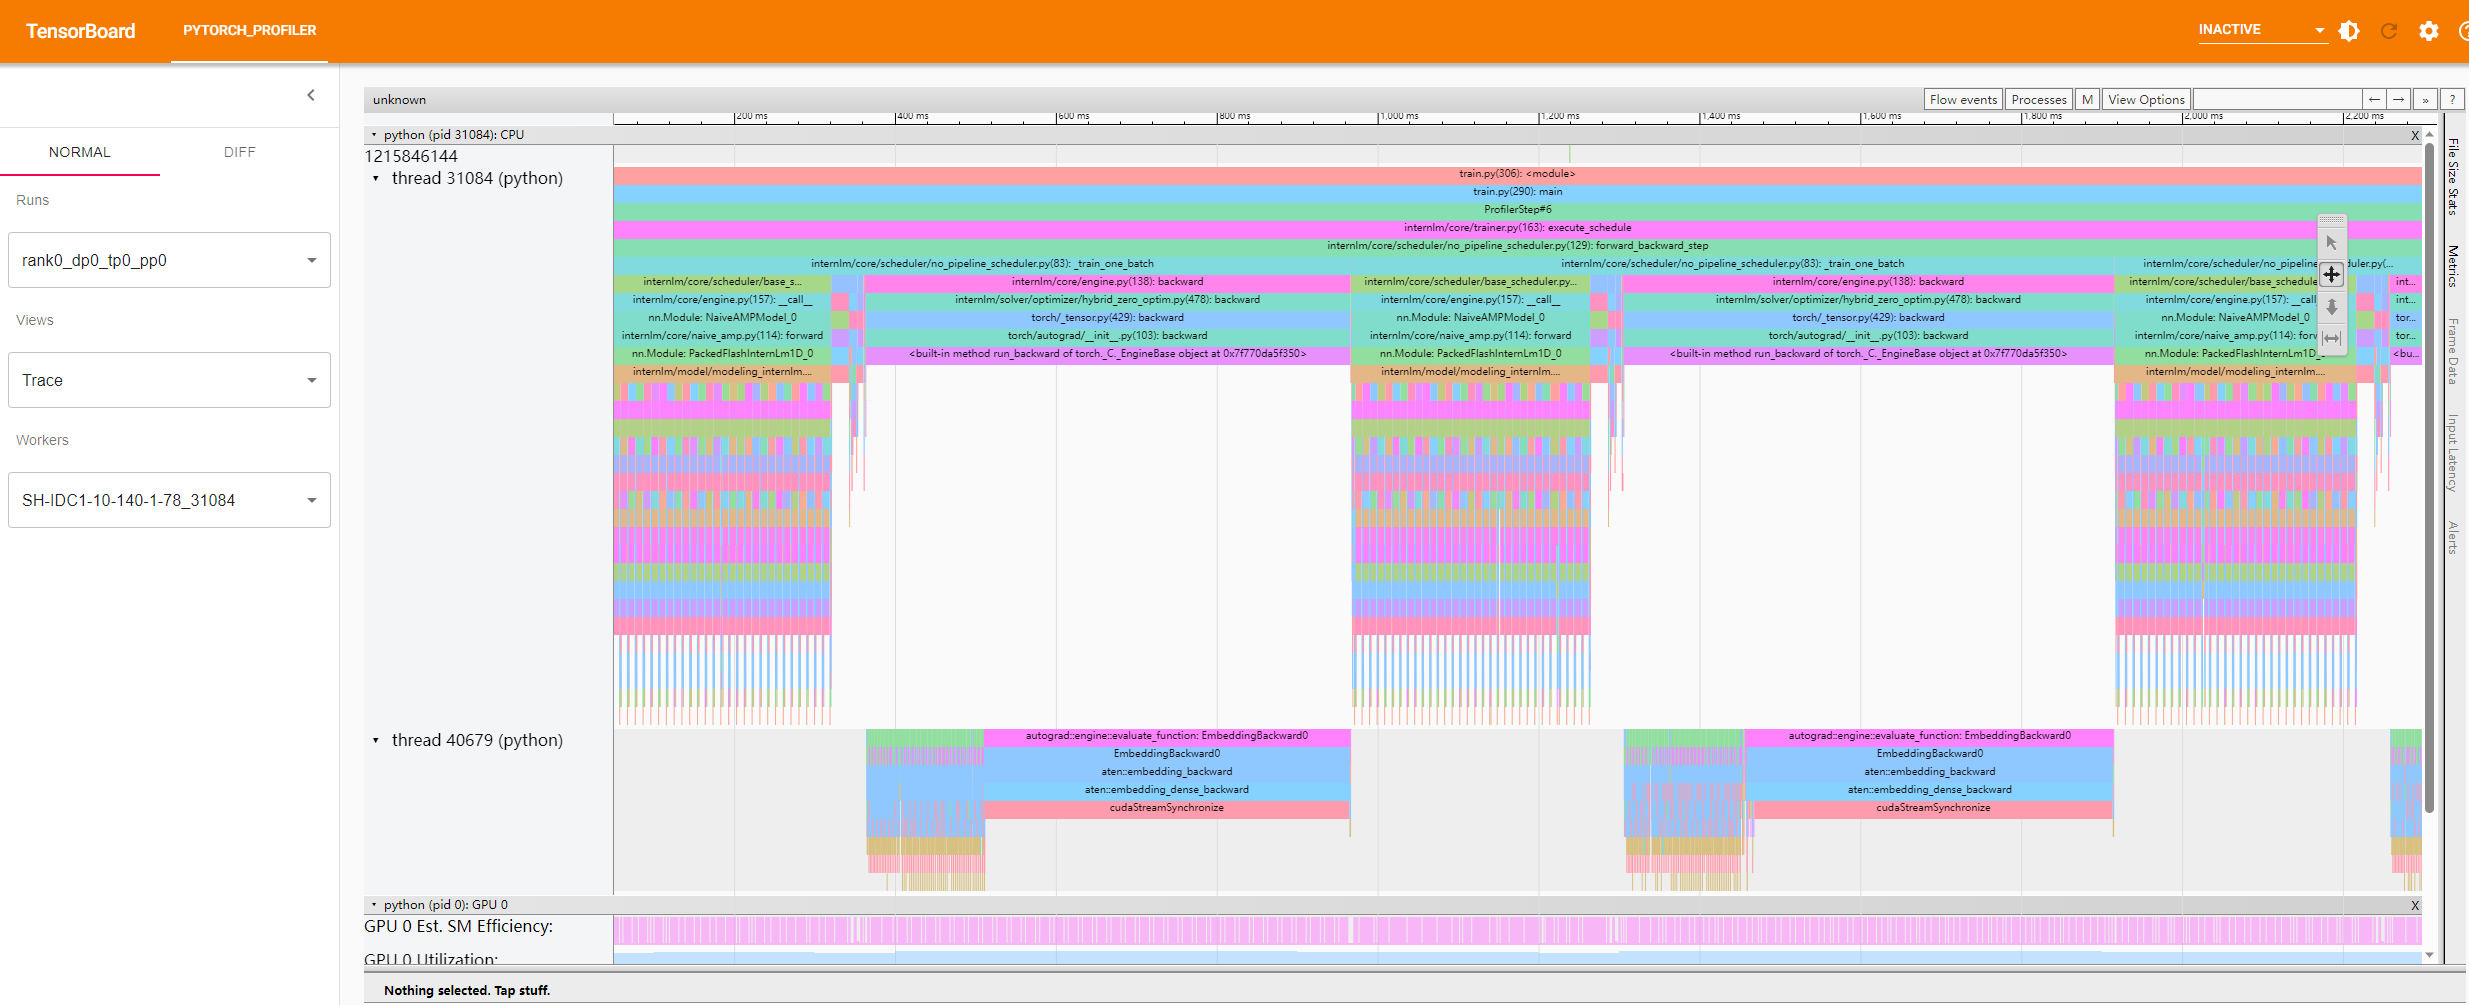 TensorBoard
PYTORCH_PROFILER
INACTIVE
NORMAL
DIFF
Runs
rank0_dp0_tp0_pp0
Views
Trace
Workers
SH-IDC1-10-140-1-78_31084
unknown
Flow events
Processes
M
View Options
←
→
»
?
200 ms
400 ms
600 ms
800 ms
1,000 ms
1,200 ms
1,400 ms
1,600 ms
1,800 ms
2,000 ms
2,200 ms
python (pid 31084): CPU
X
1215846144
thread 31084 (python)
train.py(306): <module>
train.py(290): main
ProfilerStep#6
internlm/core/trainer.py(163): execute_schedule
internlm/core/scheduler/no_pipeline_scheduler.py(129): forward_backward_step
internlm/core/scheduler/no_pipeline_scheduler.py(83): _train_one_batch
internlm/core/scheduler/no_pipeline_scheduler.py(83): _train_one_batch
internlm/core/scheduler/base_s...
internlm/core/engine.py(138): backward
internlm/core/scheduler/base_scheduler.py...
internlm/core/engine.py(138): backward
int...
internlm/core/engine.py(157): __call__
internlm/solver/optimizer/hybrid_zero_optim.py(478): backward
internlm/core/engine.py(157): __call__
internlm/solver/optimizer/hybrid_zero_optim.py(478): backward
int...
nn.Module: NaiveAMPModel_0
torch/_tensor.py(429): backward
nn.Module: NaiveAMPModel_0
torch/_tensor.py(429): backward
nn.Module: NaiveAMPModel_0
tor...
internlm/core/naive_amp.py(114): forward
torch/autograd/__init__.py(103): backward
internlm/core/naive_amp.py(114): forward
torch/autograd/__init__.py(103): backward
tor...
nn.Module: PackedFlashInternLm1D_0
<built-in method run_backward of torch._C._EngineBase object at 0x7f770da5f350>
nn.Module: PackedFlashInternLm1D_0
<built-in method run_backward of torch._C._EngineBase object at 0x7f770da5f350>
<bu...
internlm/model/modeling_internlm....
internlm/model/modeling_internlm....
internlm/model/modeling_internlm....
thread 40679 (python)
autograd::engine::evaluate_function: EmbeddingBackward0
autograd::engine::evaluate_function: EmbeddingBackward0
EmbeddingBackward0
EmbeddingBackward0
aten::embedding_backward
aten::embedding_backward
aten::embedding_dense_backward
aten::embedding_dense_backward
cudaStreamSynchronize
cudaStreamSynchronize
python (pid 0): GPU 0
X
GPU 0 Est. SM Efficiency:
GPU 0 Utilization:
Nothing selected. Tap stuff.
File Size Stats
Metrics
Frame Data
Input Latency
Alerts